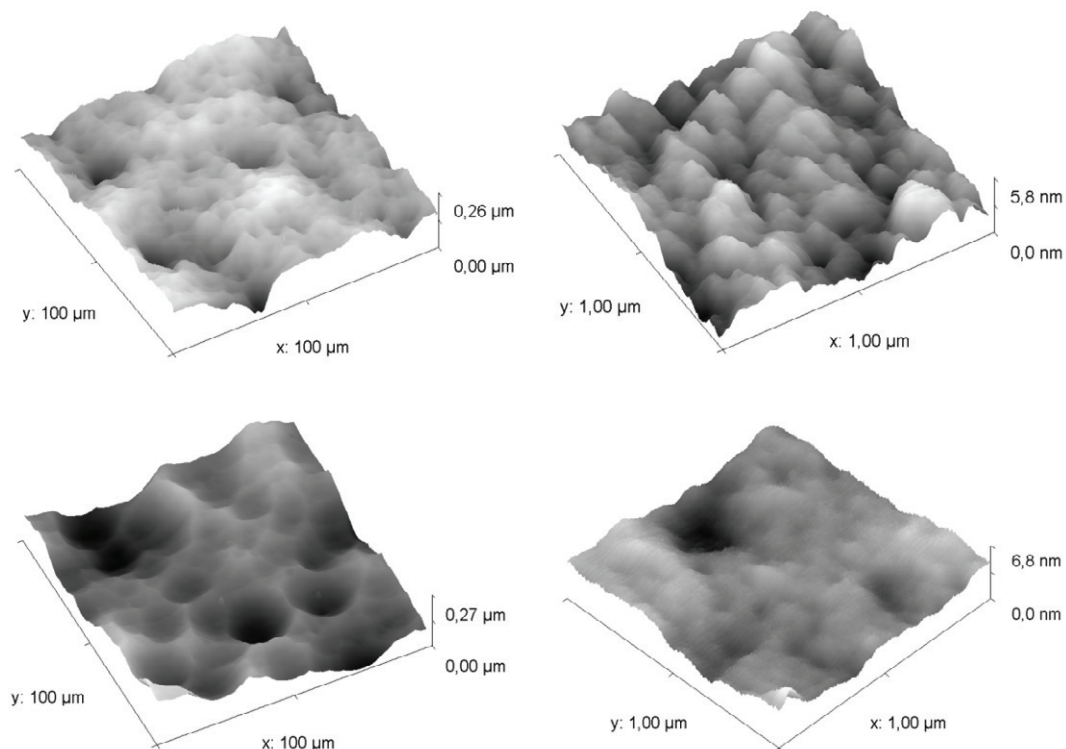 0,26 µm
0,00 µm
y: 100 µm
x: 100 µm
5,8 nm
0,0 nm
y: 1,00 µm
x: 1,00 µm
0,27 µm
0,00 µm
y: 100 µm
x: 100 µm
6,8 nm
0,0 nm
y: 1,00 µm
x: 1,00 µm